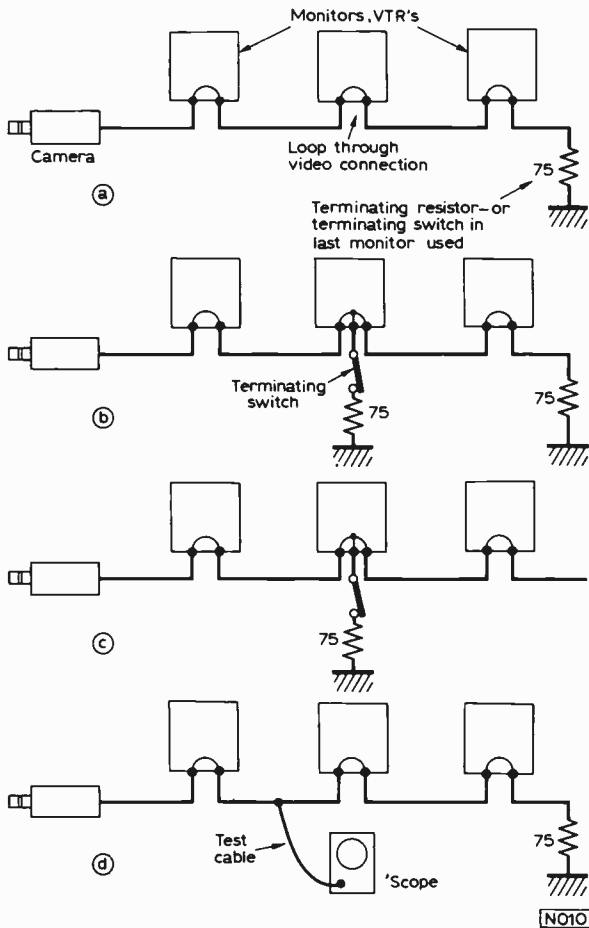 Monitors, VTR's
Camera
Loop through
video connection
75
Terminating resistor-or
terminating switch in
last monitor used
a
Terminating
switch
75
75
b
75
c
Test
cable
'Scope
75
d
N010